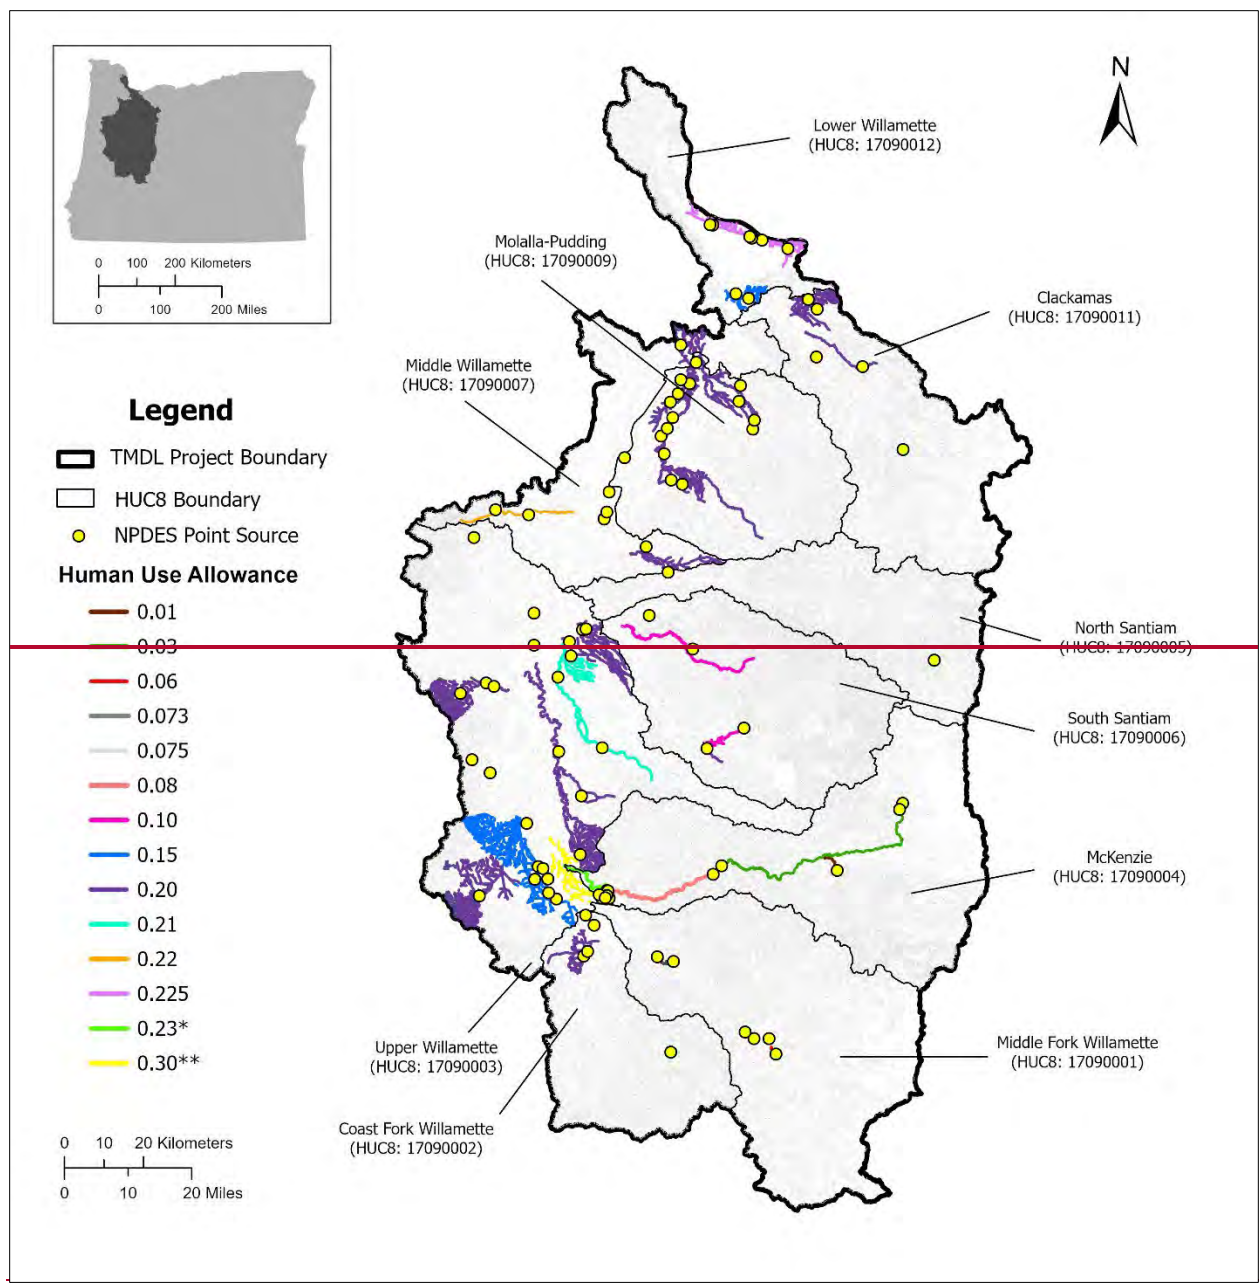 N
Lower Willamette
(HUC8: 17090012)
Molalla-Pudding
(HUC8: 17090009)
0 100 200 Kilometers
0 100 200 Miles
Clackamas
(HUC8: 17090011)
Middle Willamette
(HUC8: 17090007)
Legend
TMDL Project Boundary
HUC8 Boundary
NPDES Point Source
Human Use Allowance
0.01
0.03
0.06
0.073
0.075
0.08
0.10
0.15
0.20
0.21
0.22
0.225
0.23*
0.30**
North Santiam
(HUC8: 17090005)
South Santiam
(HUC8: 17090006)
McKenzie
(HUC8: 17090004)
Middle Fork Willamette
(HUC8: 17090001)
Upper Willamette
(HUC8: 17090003)
Coast Fork Willamette
(HUC8: 17090002)
0 10 20 Kilometers
0 10 20 Miles